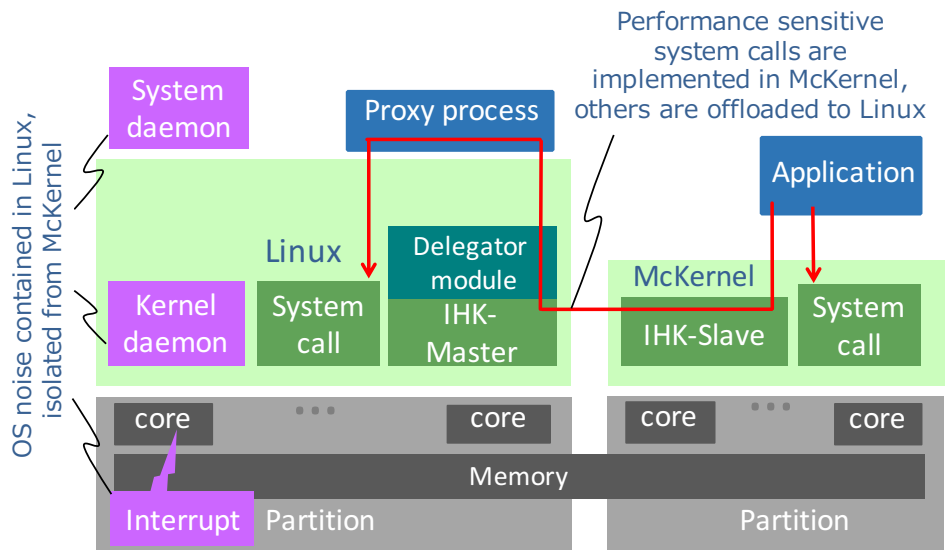 Performance sensitive
system calls are
implemented in McKernel,
others are offloaded to Linux
OS noise contained in Linux,
isolated from McKernel
System
daemon
Proxy process
Application
Linux
Delegator
module
McKernel
Kernel
daemon
System
call
IHK-
Master
IHK-Slave
System
call
core
...
core
core
...
core
Memory
Interrupt
Partition
Partition